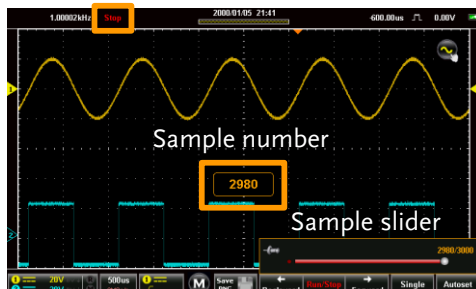 1.00002kHz Stop 2000/01/05 21:41 -600.00us 0.00V
Sample number
2980
Sample slider
2980/3000
20V 500us M Save Run/Stop Single Autoset
20V